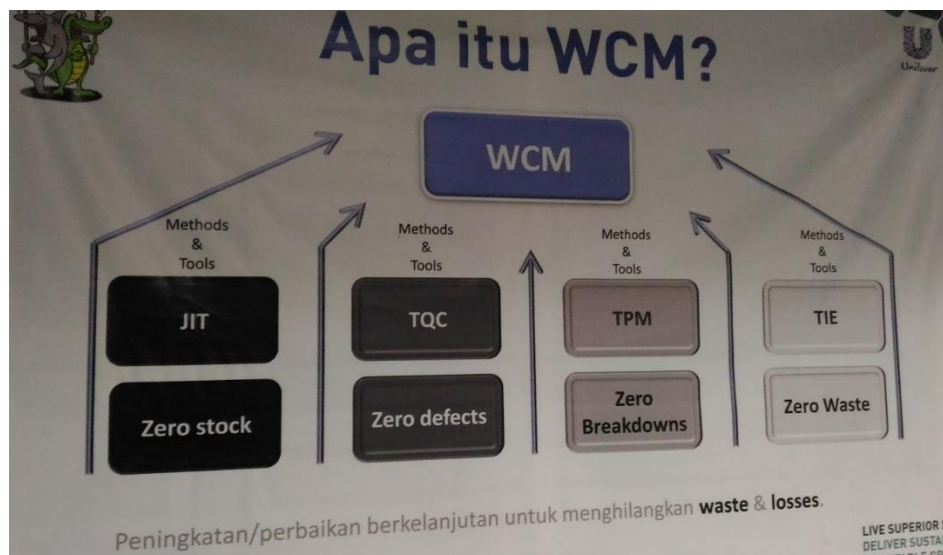 Apa itu WCM?
Unilever
WCM
Methods
&
Tools
JIT
Zero stock
Methods
&
Tools
TQC
Zero defects
Methods
&
Tools
TPM
Zero
Breakdowns
Methods
&
Tools
TIE
Zero Waste
Peningkatan/perbaikan berkelanjutan untuk menghilangkan waste & losses.
LIVE SUPERIOR
DELIVER